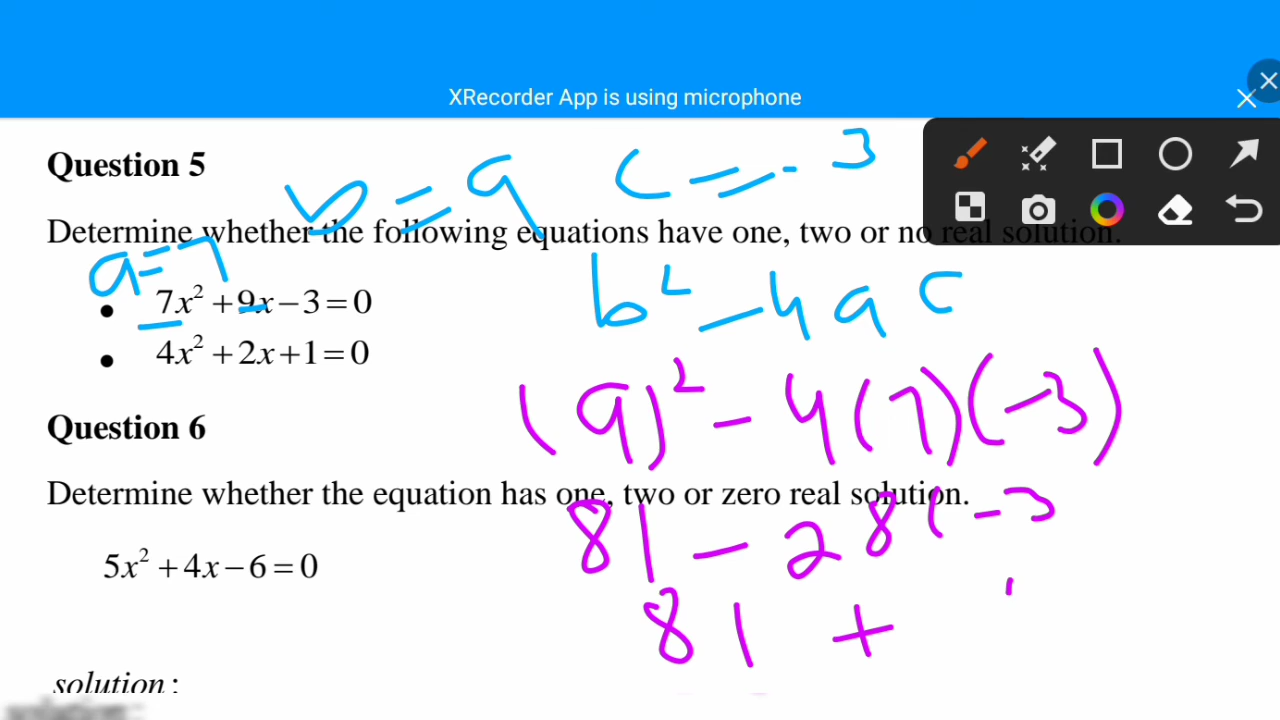 XRecorder App is using microphone
Question 5
b = 9 c = - 3
Determine whether the following equations have one, two or no real solution.
a = 7
b² - 4ac
• 7x² + 9x − 3 = 0
• 4x² + 2x + 1 = 0
(9)² - 4(7)(-3)
Question 6
Determine whether the equation has one, two or zero real solution.
81 - 28(-3
5x² + 4x − 6 = 0
81 +
solution: